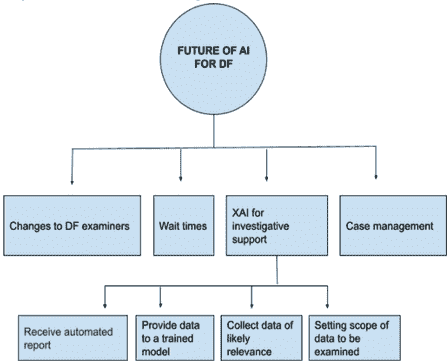 FUTURE OF AI
FOR DF
Changes to DF examiners
Wait times
XAI for
investigative
support
Case management
Receive automated
report
Provide data
to a trained
model
Collect data of
likely
relevance
Setting scope of
data to be
examined